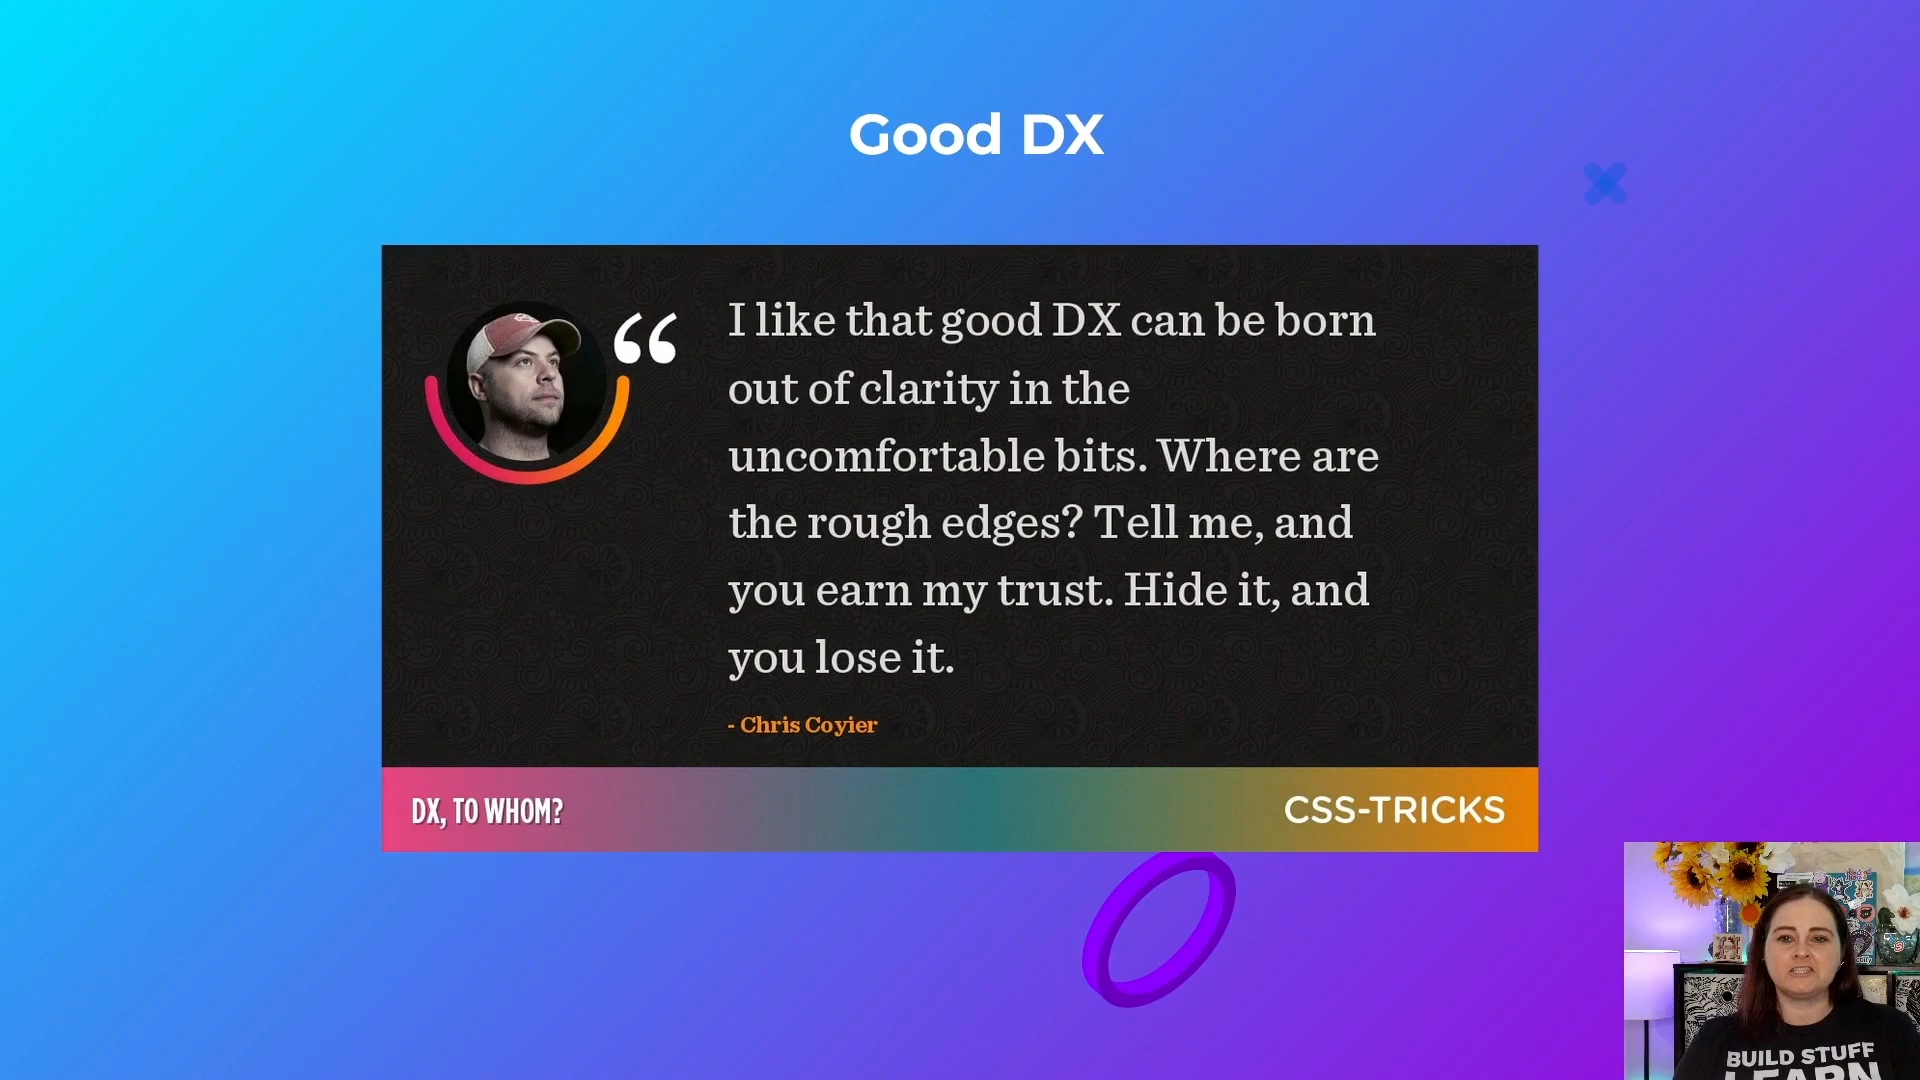 Good DX
“
I like that good DX can be born
out of clarity in the
uncomfortable bits. Where are
the rough edges? Tell me, and
you earn my trust. Hide it, and
you lose it.
- Chris Coyier
DX, TO WHOM?
CSS-TRICKS
BUILD STUFF
LEARN